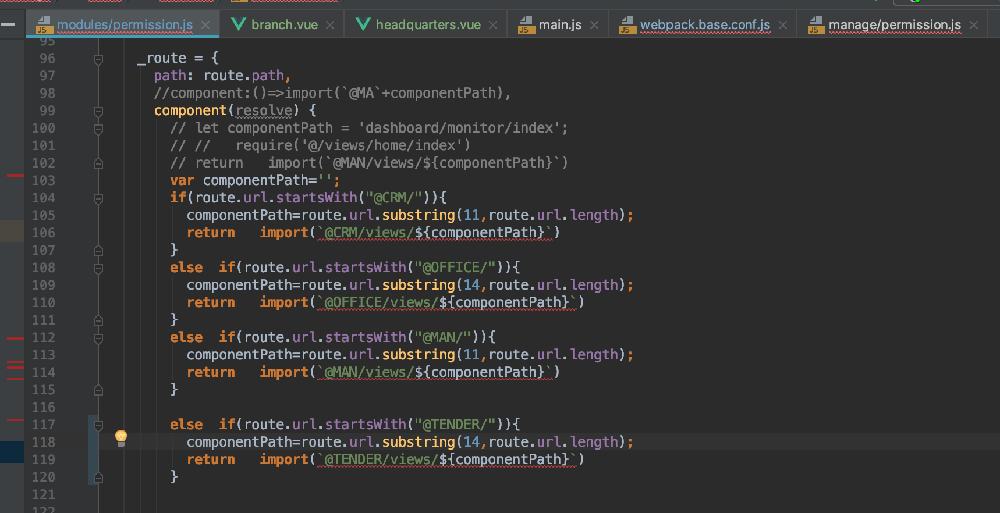 modules/permission.js branch.vue headquarters.vue main.js webpack.base.conf.js manage/permission.js
95
96 _route = {
97 path: route.path,
98 //component:()=>import(`@MA`+componentPath),
99 component(resolve) {
100 // let componentPath = 'dashboard/monitor/index';
101 // // require('@/views/home/index')
102 // return import(`@MAN/views/${componentPath}`)
103 var componentPath='';
104 if(route.url.startsWith("@CRM/")){
105 componentPath=route.url.substring(11,route.url.length);
106 return import(`@CRM/views/${componentPath}`)
107 }
108 else if(route.url.startsWith("@OFFICE/")){
109 componentPath=route.url.substring(14,route.url.length);
110 return import(`@OFFICE/views/${componentPath}`)
111 }
112 else if(route.url.startsWith("@MAN/")){
113 componentPath=route.url.substring(11,route.url.length);
114 return import(`@MAN/views/${componentPath}`)
115 }
116
117 else if(route.url.startsWith("@TENDER/")){
118 componentPath=route.url.substring(14,route.url.length);
119 return import(`@TENDER/views/${componentPath}`)
120 }
121
122